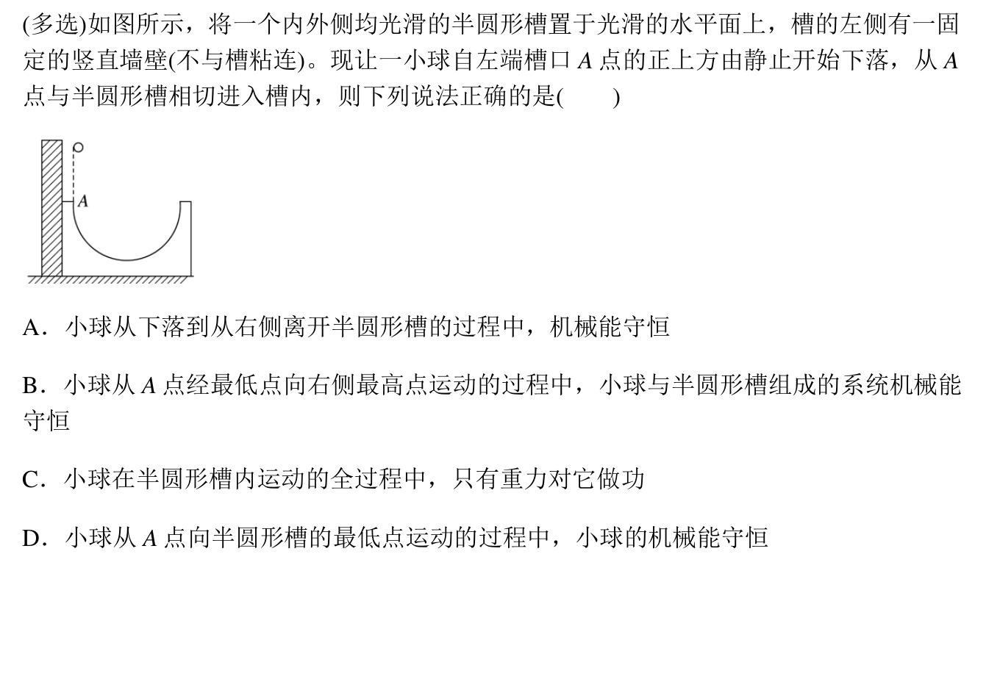 (多选)如图所示，将一个内外侧均光滑的半圆形槽置于光滑的水平面上，槽的左侧有一固
定的竖直墙壁(不与槽粘连)。现让一小球自左端槽口 A 点的正上方由静止开始下落，从 A
点与半圆形槽相切进入槽内，则下列说法正确的是(　　)
A
A．小球从下落到从右侧离开半圆形槽的过程中，机械能守恒
B．小球从 A 点经最低点向右侧最高点运动的过程中，小球与半圆形槽组成的系统机械能
守恒
C．小球在半圆形槽内运动的全过程中，只有重力对它做功
D．小球从 A 点向半圆形槽的最低点运动的过程中，小球的机械能守恒